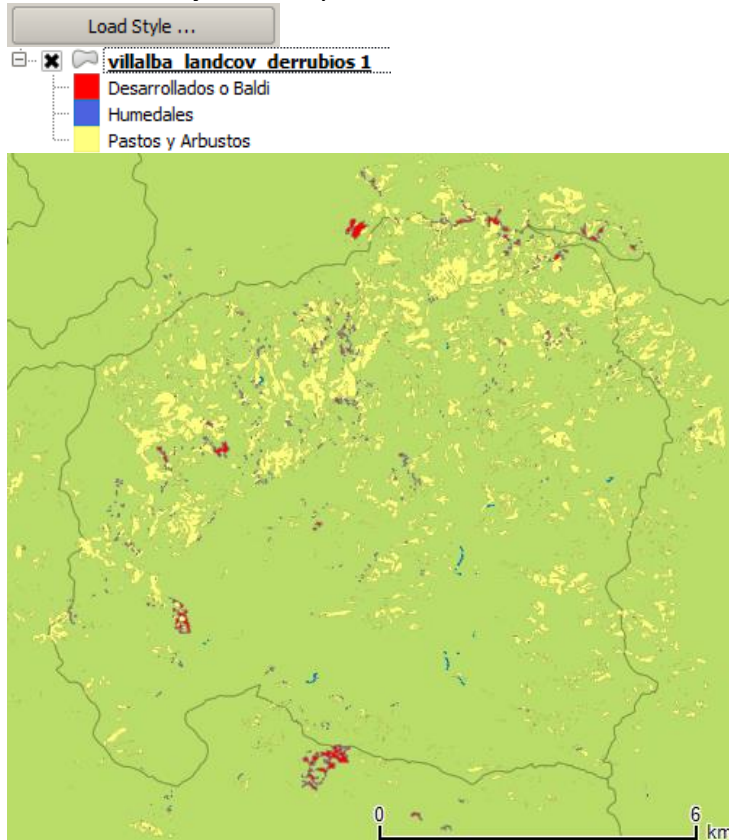 Load Style ...
villalba_landcov_derrubios 1
Desarrollados o Baldi
Humedales
Pastos y Arbustos
0 6
km